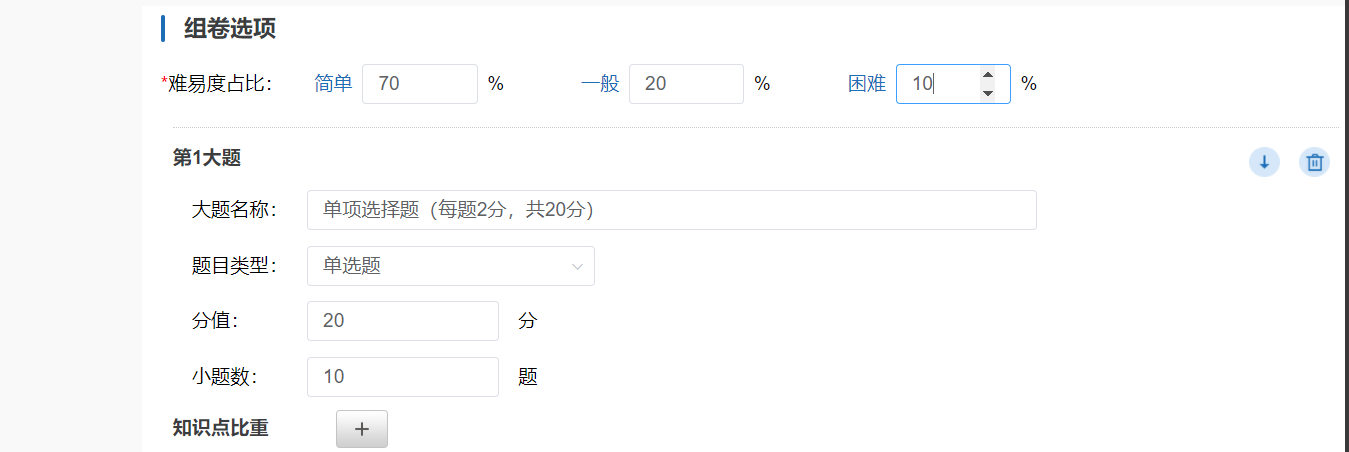 组卷选项
*难易度占比： 简单 70 % 一般 20 % 困难 10 %
第1大题
大题名称： 单项选择题（每题2分，共20分）
题目类型： 单选题
分值： 20 分
小题数： 10 题
知识点比重 +